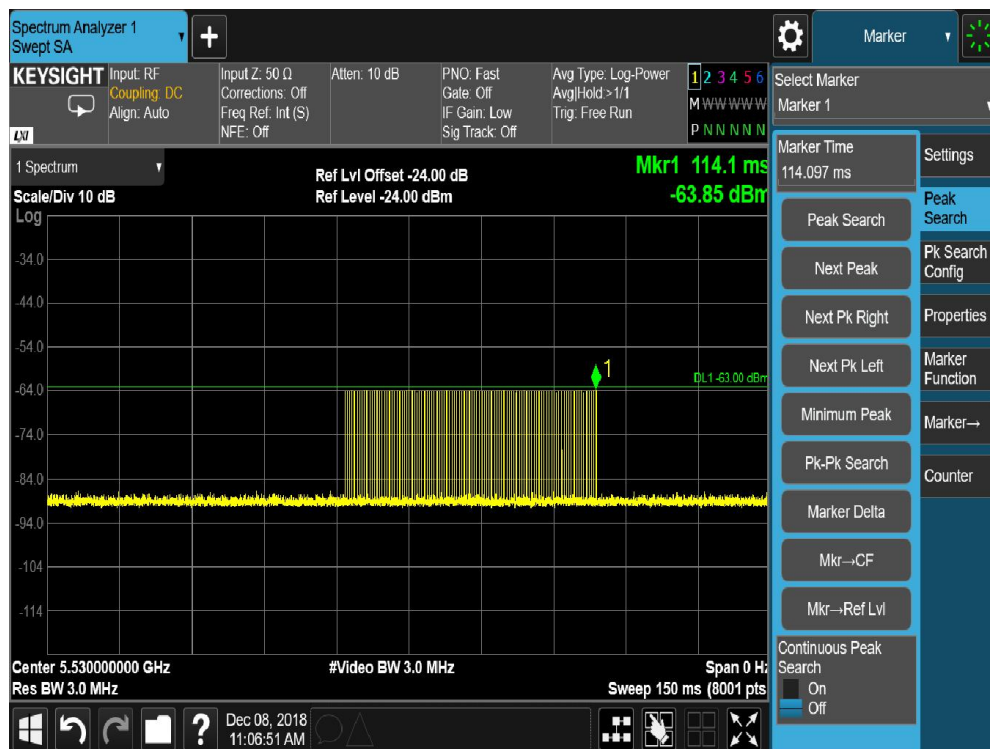 Spectrum Analyzer 1
Swept SA
+
Marker
KEYSIGHT
Input: RF
Coupling: DC
Align: Auto
Input Z: 50 Ω
Corrections: Off
Freq Ref: Int (S)
NFE: Off
Atten: 10 dB
PNO: Fast
Gate: Off
IF Gain: Low
Sig Track: Off
Avg Type: Log-Power
Avg|Hold:>1/1
Trig: Free Run
1 2 3 4 5 6
M W W W W W
P N N N N N
LXI
Select Marker
Marker 1
1 Spectrum
Scale/Div 10 dB
Log
Ref Lvl Offset -24.00 dB
Ref Level -24.00 dBm
Mkr1 114.1 ms
-63.85 dBm
-34.0
-44.0
-54.0
-64.0
-74.0
-84.0
-94.0
-104
-114
1
DL1 -63.00 dBm
Center 5.530000000 GHz
Res BW 3.0 MHz
#Video BW 3.0 MHz
Span 0 Hz
Sweep 150 ms (8001 pts
Marker Time
114.097 ms
Peak Search
Next Peak
Next Pk Right
Next Pk Left
Minimum Peak
Pk-Pk Search
Marker Delta
Mkr→CF
Mkr→Ref Lvl
Continuous Peak
Search
On
Off
Settings
Peak
Search
Pk Search
Config
Properties
Marker
Function
Marker→
Counter
?
Dec 08, 2018
11:06:51 AM